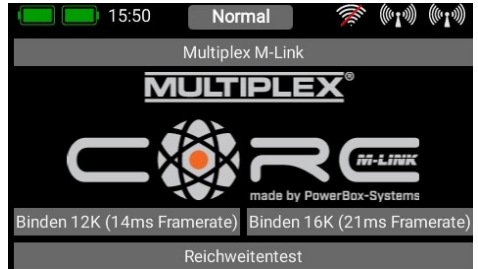 15:50 Normal
Multiplex M-Link
MULTIPLEX®
CORE M-LINK
made by PowerBox-Systems
Binden 12K (14ms Framerate) Binden 16K (21ms Framerate)
Reichweitentest